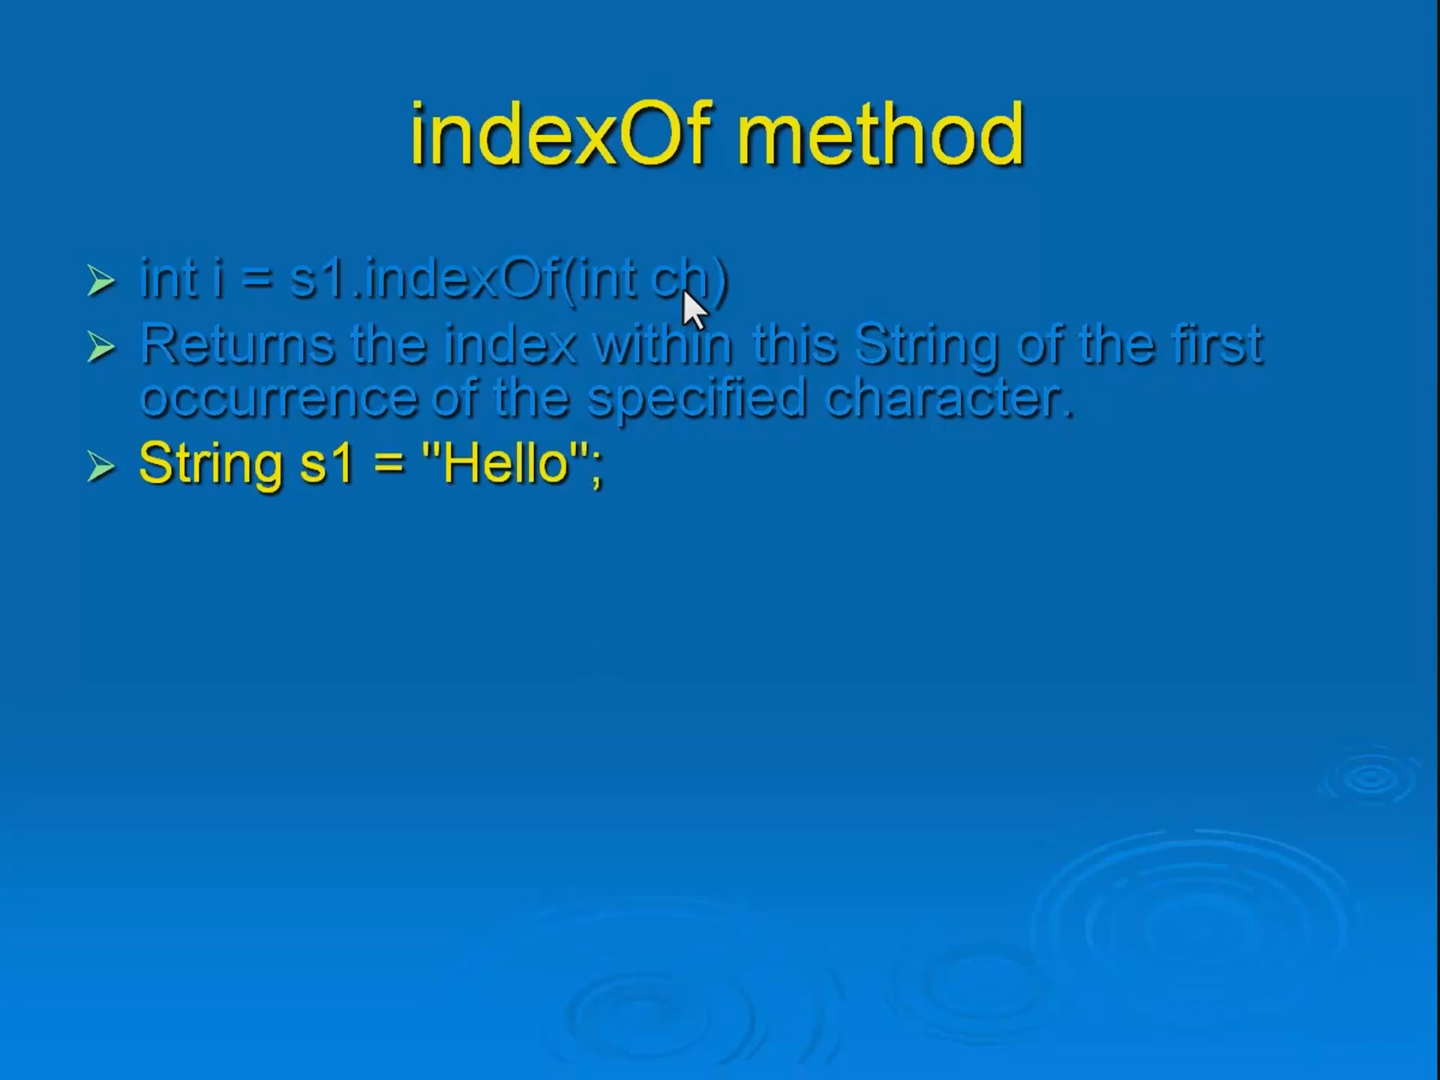 indexOf method
int i = s1.indexOf(int ch)
Returns the index within this String of the first
occurrence of the specified character.
String s1 = "Hello";